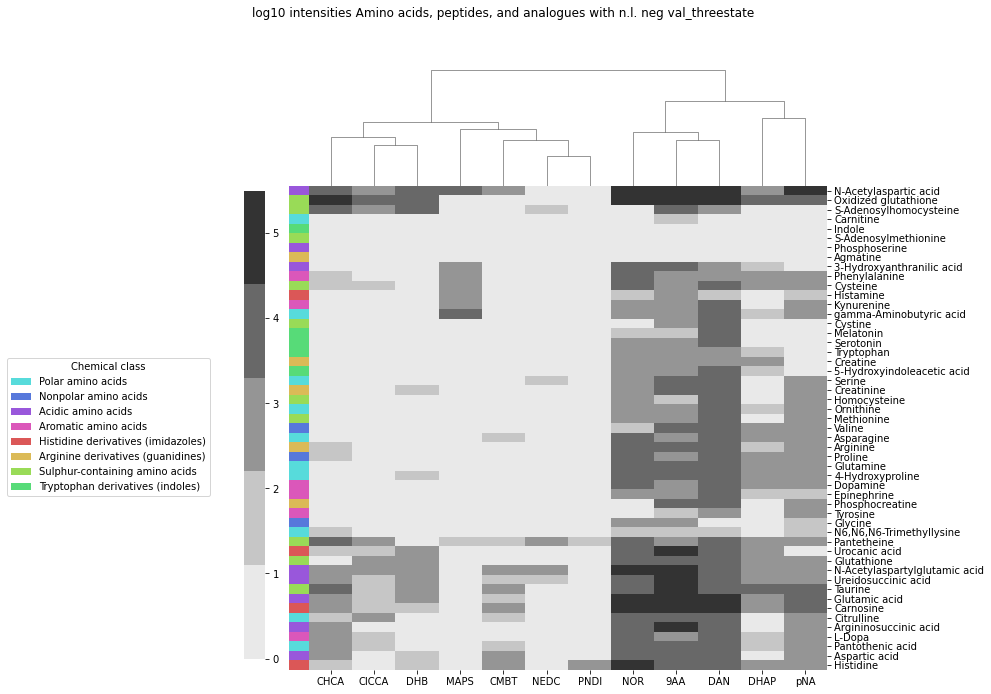 log10 intensities Amino acids, peptides, and analogues with n.l. neg val_threestate
N-Acetylaspartic acid
Oxidized glutathione
S-Adenosylhomocysteine
Carnitine
Indole
S-Adenosylmethionine
Phosphoserine
Agmatine
3-Hydroxyanthranilic acid
Phenylalanine
Cysteine
Histamine
Kynurenine
gamma-Aminobutyric acid
Cystine
Melatonin
Serotonin
Tryptophan
Creatine
5-Hydroxyindoleacetic acid
Serine
Creatinine
Homocysteine
Ornithine
Methionine
Valine
Asparagine
Arginine
Proline
Glutamine
4-Hydroxyproline
Dopamine
Epinephrine
Phosphocreatine
Tyrosine
Glycine
N6,N6,N6-Trimethyllysine
Pantetheine
Urocanic acid
Glutathione
N-Acetylaspartylglutamic acid
Ureidosuccinic acid
Taurine
Glutamic acid
Carnosine
Citrulline
Argininosuccinic acid
L-Dopa
Pantothenic acid
Aspartic acid
Histidine
5
4
3
2
1
0
Chemical class
Polar amino acids
Nonpolar amino acids
Acidic amino acids
Aromatic amino acids
Histidine derivatives (imidazoles)
Arginine derivatives (guanidines)
Sulphur-containing amino acids
Tryptophan derivatives (indoles)
CHCA ClCCA DHB MAPS CMBT NEDC PNDI NOR 9AA DAN DHAP pNA